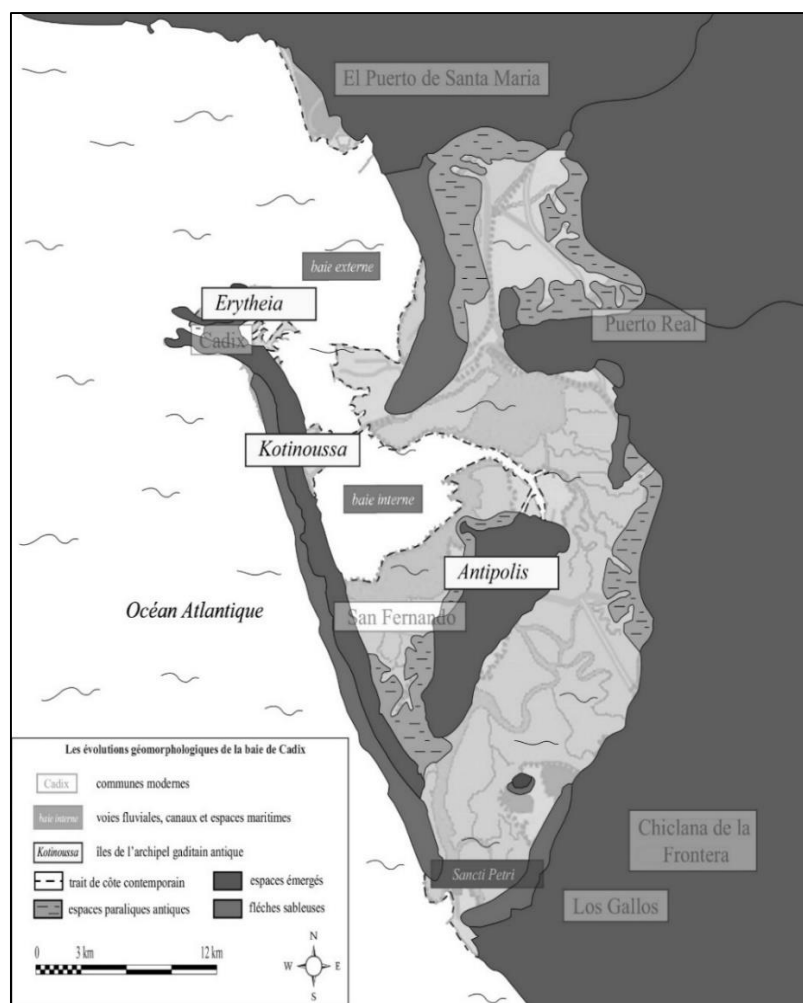 El Puerto de Santa Maria
baie externe
Erytheia
Cadix
Puerto Real
Kotinoussa
baie interne
Antipolis
Océan Atlantique
San Fernando
Les évolutions géomorphologiques de la baie de Cadix
Cadix communes modernes
baie interne voies fluviales, canaux et espaces maritimes
Kotinoussa îles de l'archipel gaditain antique
trait de côte contemporain espaces émergés
espaces paraliques antiques fléches sableuses
0 3 km 12 km
N
W E
S
Chiclana de la
Frontera
Sancti Petri
Los Gallos